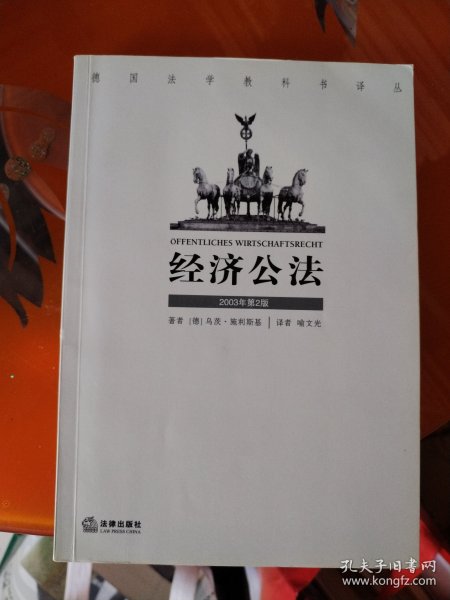 德国法学教科书译丛
OFFENTLICHES WIRTSCHAFTSRECHT
经济公法
2003年第2版
著者 [德] 乌茨·施利斯基 | 译者 喻文光
法律出版社
LAW PRESS CHINA
孔夫子旧书网
www.kongfz.com